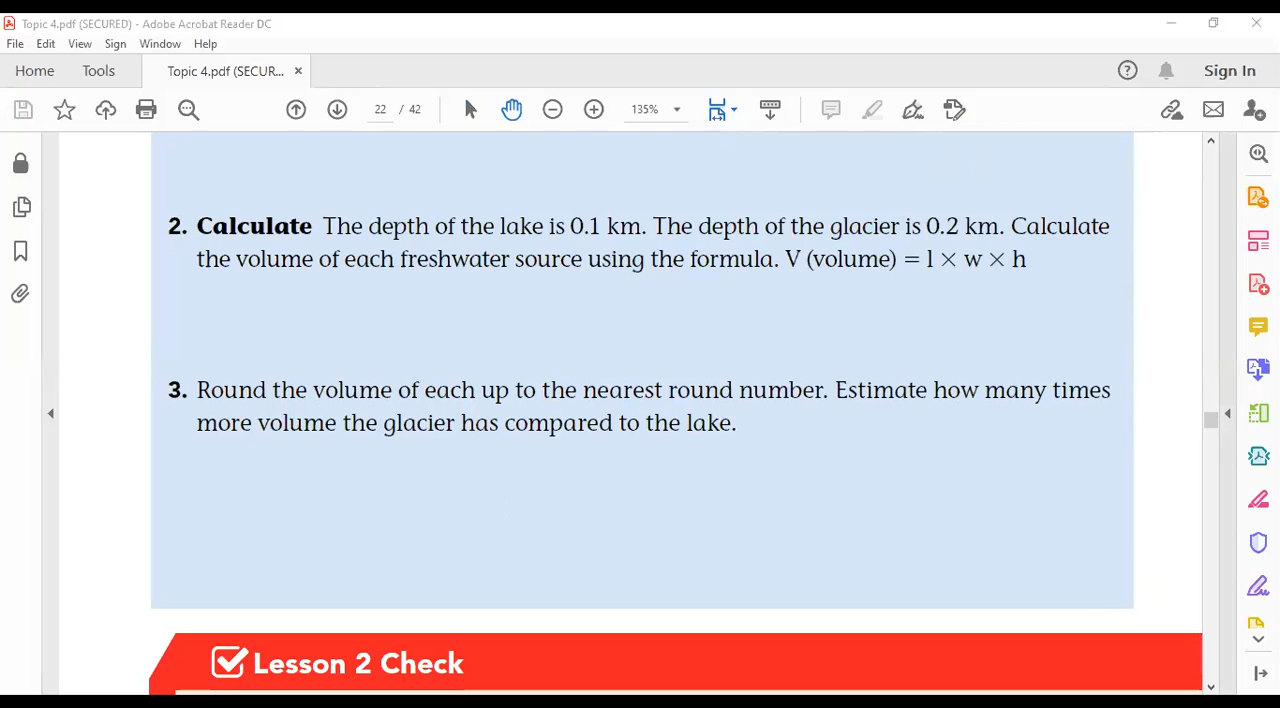 Topic 4.pdf (SECURED) - Adobe Acrobat Reader DC
File Edit View Sign Window Help
Home Tools Topic 4.pdf (SECUR... × Sign In
22 / 42 135%
2. Calculate The depth of the lake is 0.1 km. The depth of the glacier is 0.2 km. Calculate
the volume of each freshwater source using the formula. V (volume) = l × w × h
3. Round the volume of each up to the nearest round number. Estimate how many times
more volume the glacier has compared to the lake.
Lesson 2 Check